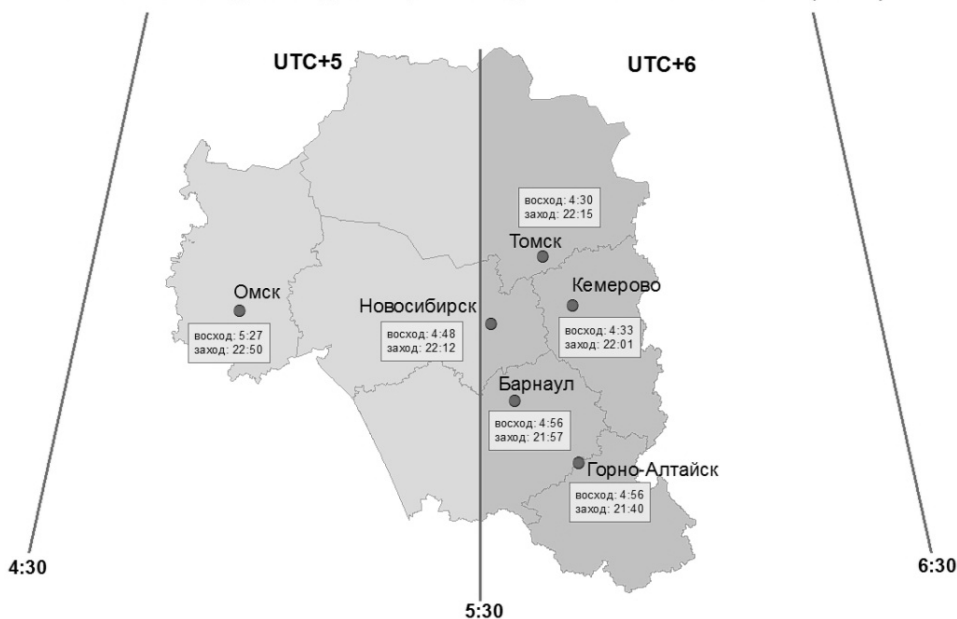 UTC+5
UTC+6
восход: 4:30
заход: 22:15
Томск
Кемерово
Омск
Новосибирск
восход: 5:27
заход: 22:50
восход: 4:48
заход: 22:12
восход: 4:33
заход: 22:01
Барнаул
восход: 4:56
заход: 21:57
Горно-Алтайск
восход: 4:56
заход: 21:40
4:30
6:30
5:30